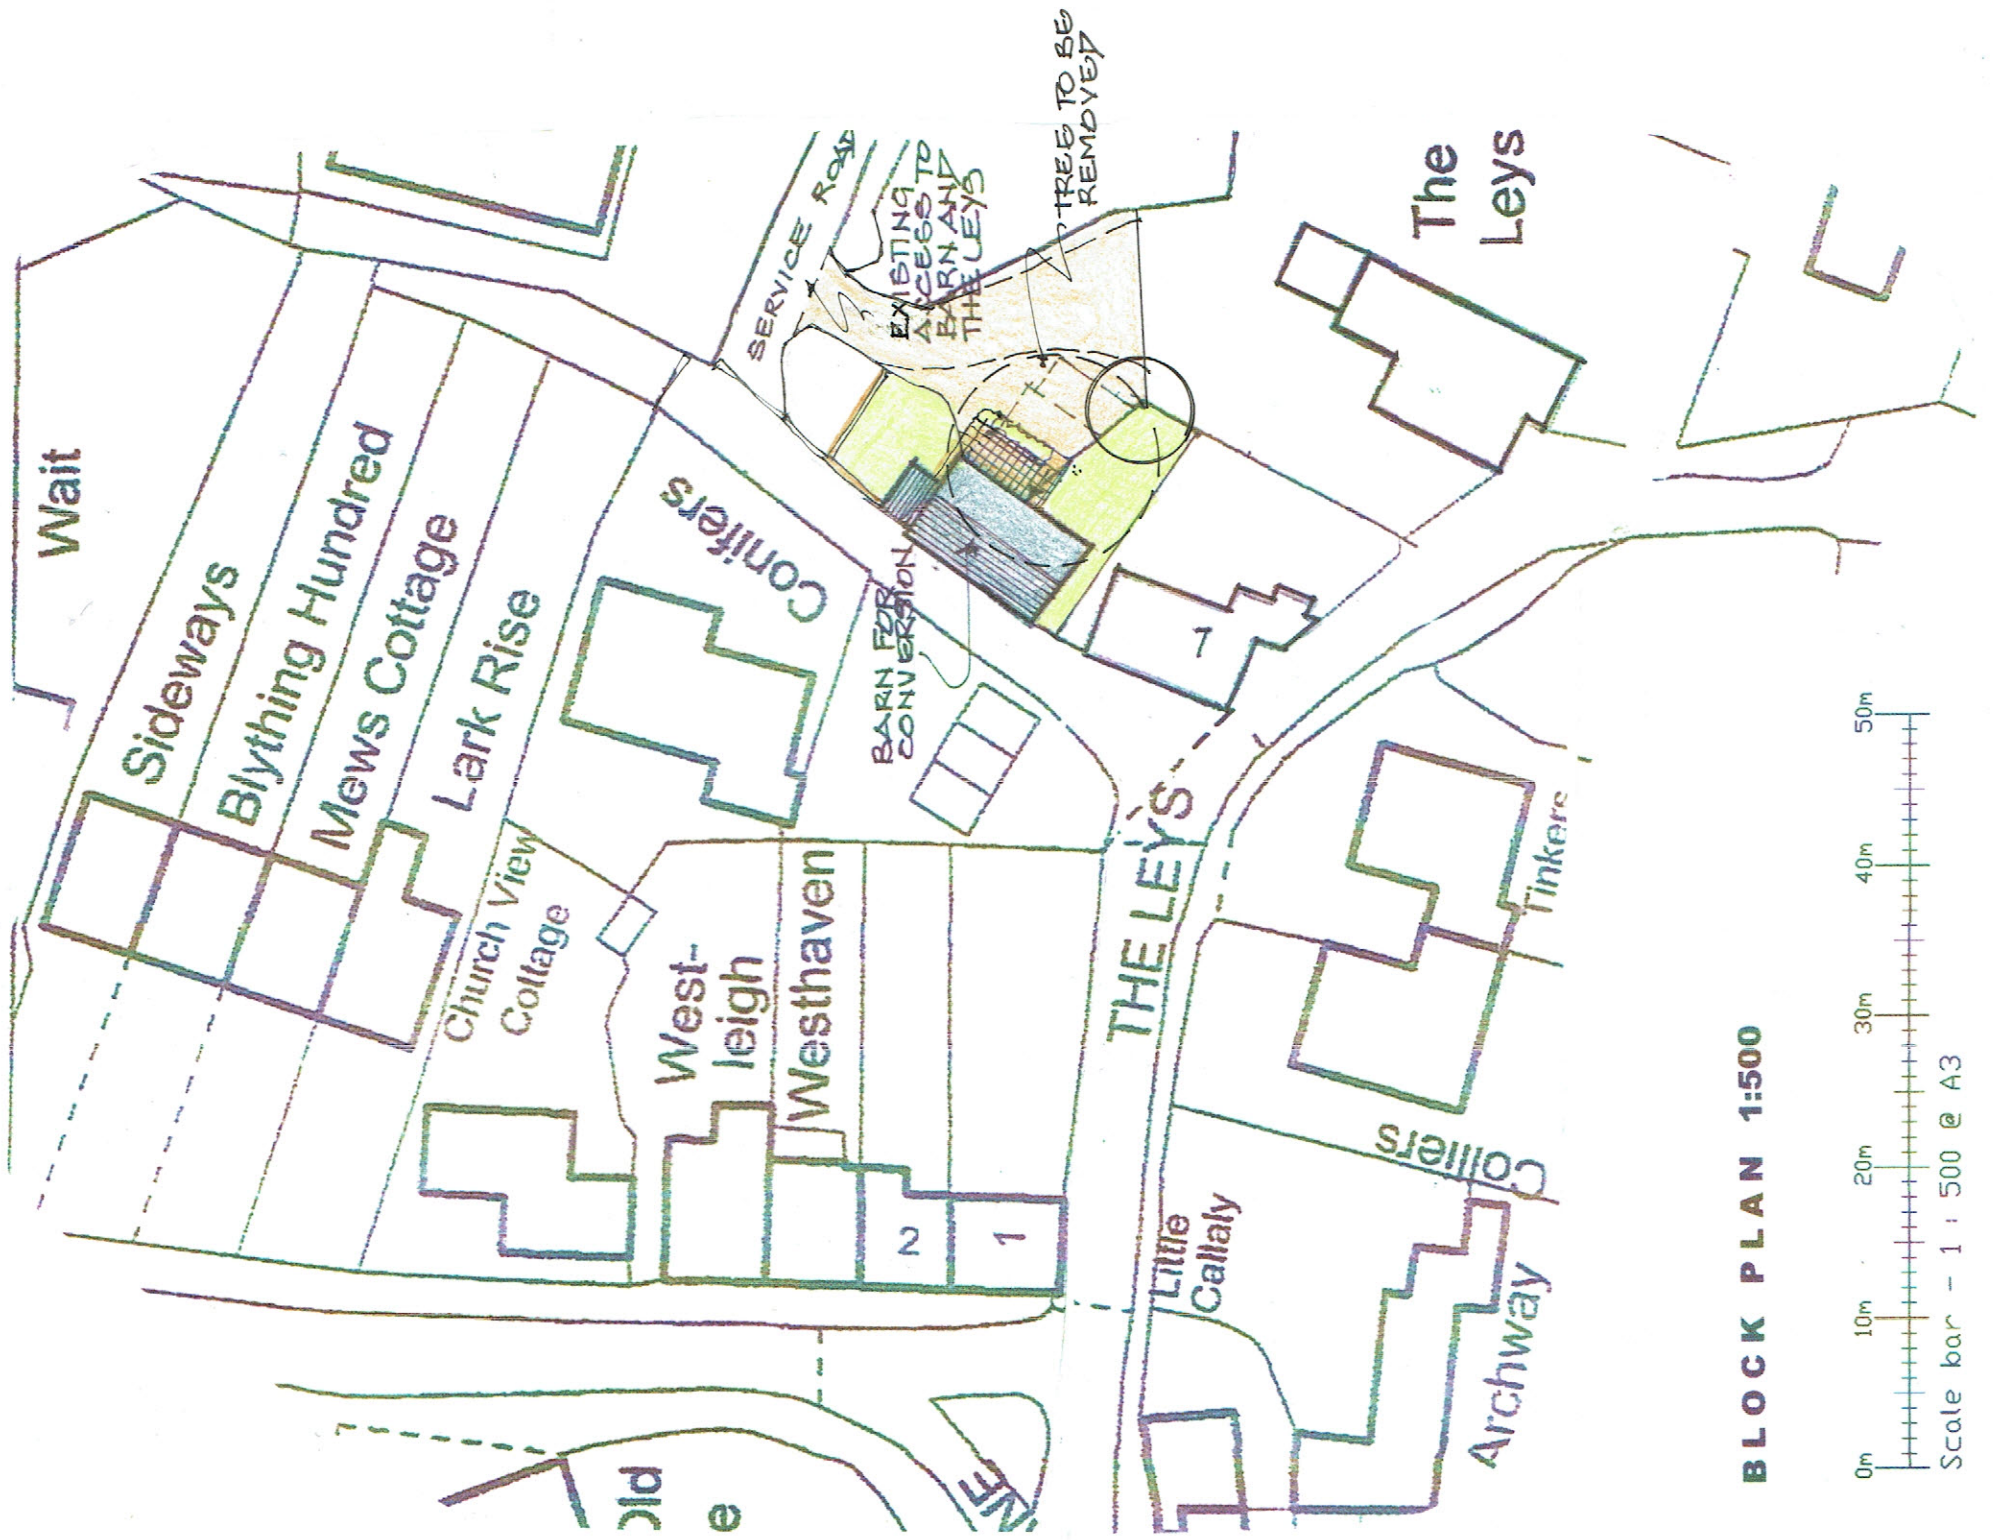 Wait
Sideways
Blything Hundred
Mews Cottage
Lark Rise
Conifers
Church View
Cottage
West-
leigh
Westhaven
2
1
SERVICE ROAD
EXISTING
ACCESS TO
BARN AND
THE LEYS
TREE TO BE
REMOVED
BARN FOR
CONVERSION
The
Leys
1
THE LEYS
Tinkers
Colliers
Little
Callaly
Archway
BLOCK PLAN 1:500
0m 10m 20m 30m 40m 50m
Scale bar - 1 : 500 @ A3